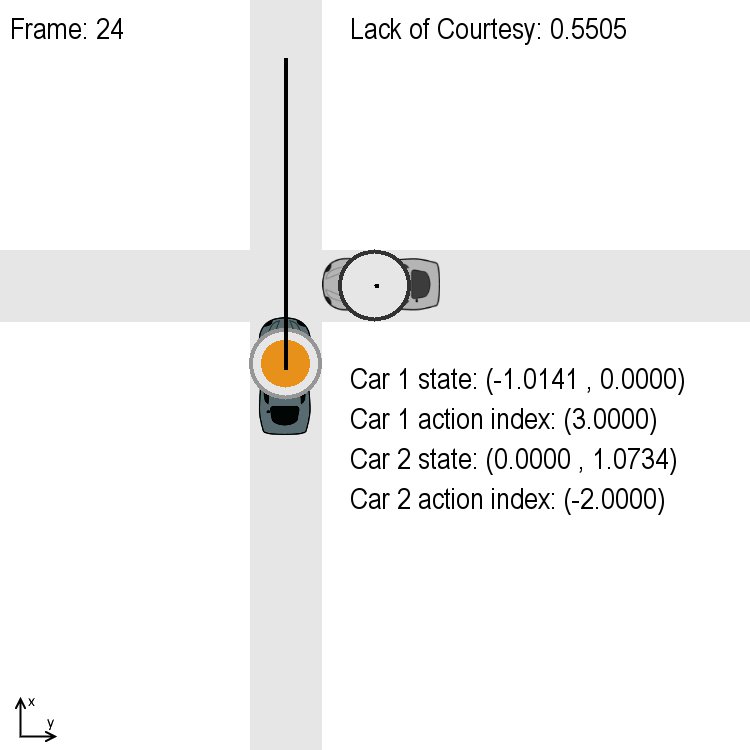 Frame: 24
Lack of Courtesy: 0.5505
Car 1 state: (-1.0141 , 0.0000)
Car 1 action index: (3.0000)
Car 2 state: (0.0000 , 1.0734)
Car 2 action index: (-2.0000)
x
y